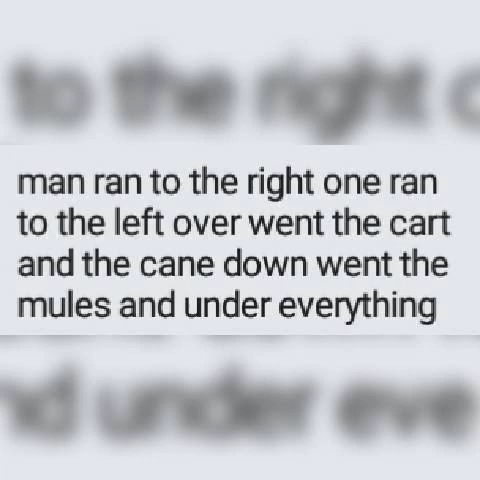 man ran to the right one ran
to the left over went the cart
and the cane down went the
mules and under everything